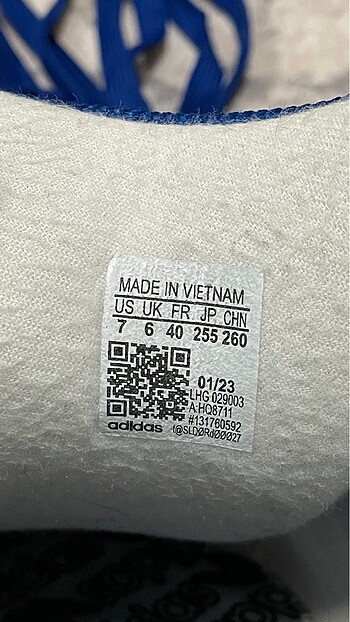 MADE IN VIETNAM
US UK FR JP CHN
7 6 40 255 260
01/23
LHG 029003
A:HQ8711
#131760592
adidas (@SLDØRdØØØ27